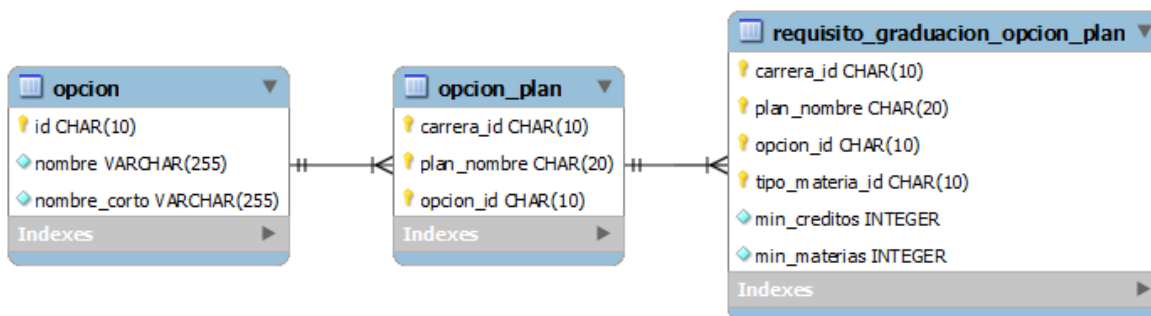 opcion
id CHAR(10)
nombre VARCHAR(255)
nombre_corto VARCHAR(255)
Indexes
opcion_plan
carrera_id CHAR(10)
plan_nombre CHAR(20)
opcion_id CHAR(10)
Indexes
requisito_graduacion_opcion_plan
carrera_id CHAR(10)
plan_nombre CHAR(20)
opcion_id CHAR(10)
tipo_materia_id CHAR(10)
min_creditos INTEGER
min_materias INTEGER
Indexes